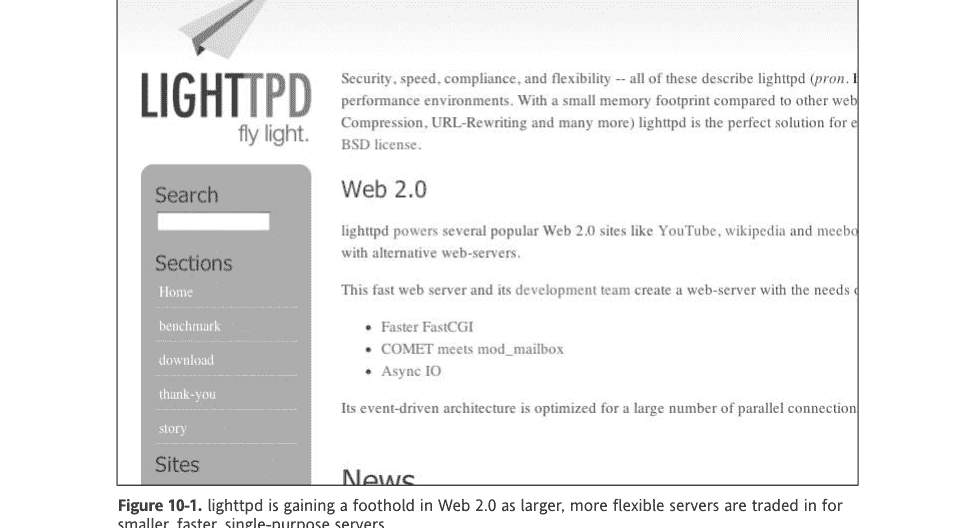 LIGHTTPD
fly light.
Search
Sections
Home
benchmark
download
thank-you
story
Sites
Security, speed, compliance, and flexibility -- all of these describe lighttpd (pron.
performance environments. With a small memory footprint compared to other web
Compression, URL-Rewriting and many more) lighttpd is the perfect solution for
BSD license.
Web 2.0
lighttpd powers several popular Web 2.0 sites like YouTube, wikipedia and meebo
with alternative web-servers.
This fast web server and its development team create a web-server with the needs
• Faster FastCGI
• COMET meets mod_mailbox
• Async IO
Its event-driven architecture is optimized for a large number of parallel connection
News
Figure 10-1. lighttpd is gaining a foothold in Web 2.0 as larger, more flexible servers are traded in for
smaller, faster, single-purpose servers